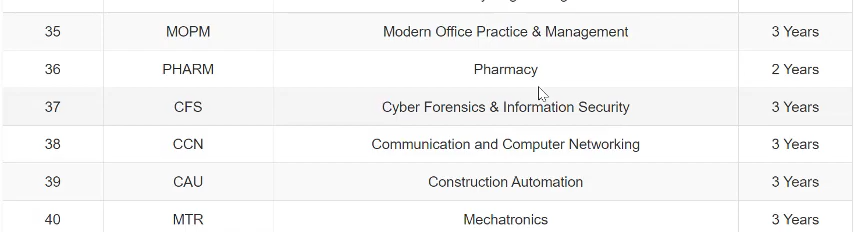 35 MOPM Modern Office Practice & Management 3 Years
36 PHARM Pharmacy 2 Years
37 CFS Cyber Forensics & Information Security 3 Years
38 CCN Communication and Computer Networking 3 Years
39 CAU Construction Automation 3 Years
40 MTR Mechatronics 3 Years